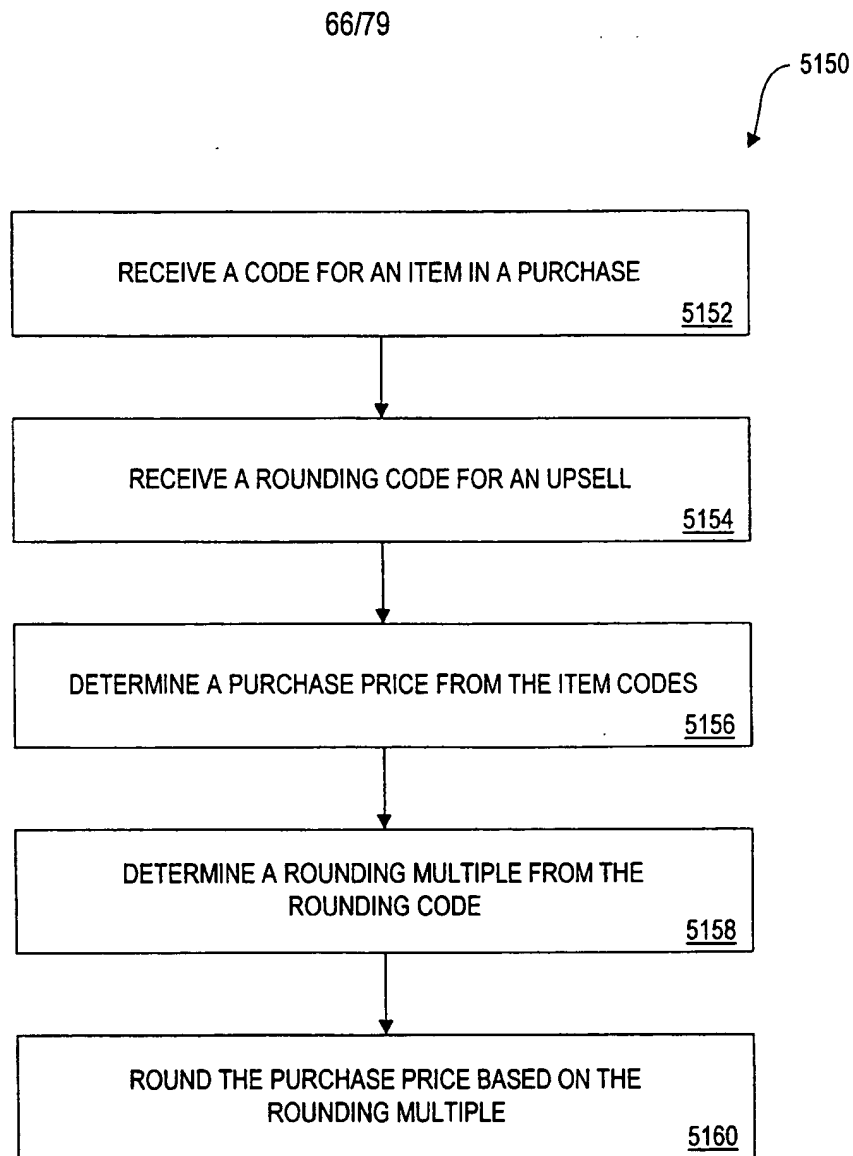 66/79
5150
RECEIVE A CODE FOR AN ITEM IN A PURCHASE
5152
RECEIVE A ROUNDING CODE FOR AN UPSELL
5154
DETERMINE A PURCHASE PRICE FROM THE ITEM CODES
5156
DETERMINE A ROUNDING MULTIPLE FROM THE
ROUNDING CODE
5158
ROUND THE PURCHASE PRICE BASED ON THE
ROUNDING MULTIPLE
5160